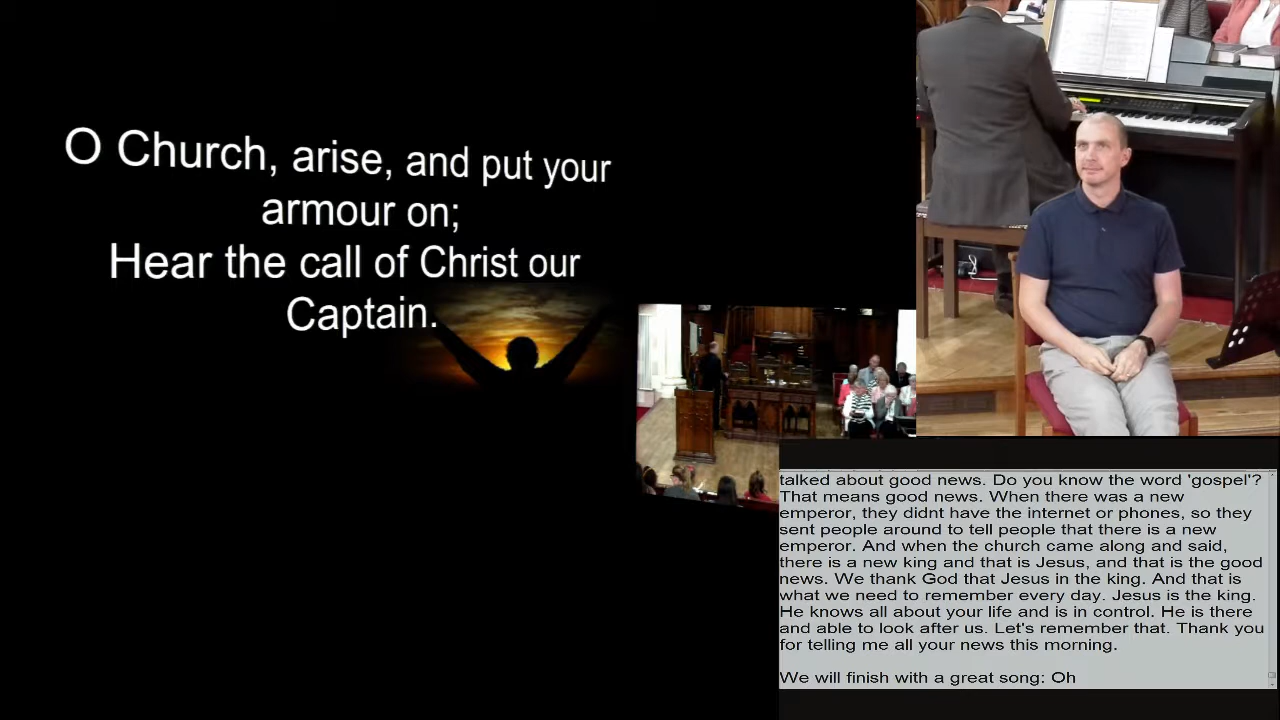 O Church, arise, and put your
armour on;
Hear the call of Christ our
Captain.
talked about good news. Do you know the word 'gospel'?
That means good news. When there was a new
emperor, they didnt have the internet or phones, so they
sent people around to tell people that there is a new
emperor. And when the church came along and said,
there is a new king and that is Jesus, and that is the good
news. We thank God that Jesus in the king. And that is
what we need to remember every day. Jesus is the king.
He knows all about your life and is in control. He is there
and able to look after us. Let's remember that. Thank you
for telling me all your news this morning.
We will finish with a great song: Oh